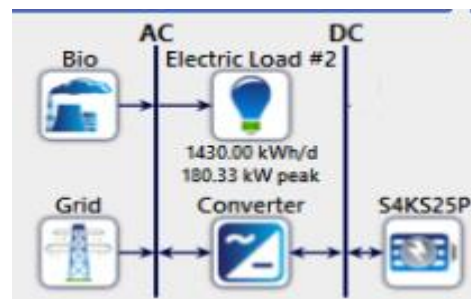 AC DC
Bio Electric Load #2
1430.00 kWh/d
180.33 kW peak
Grid Converter S4KS25P